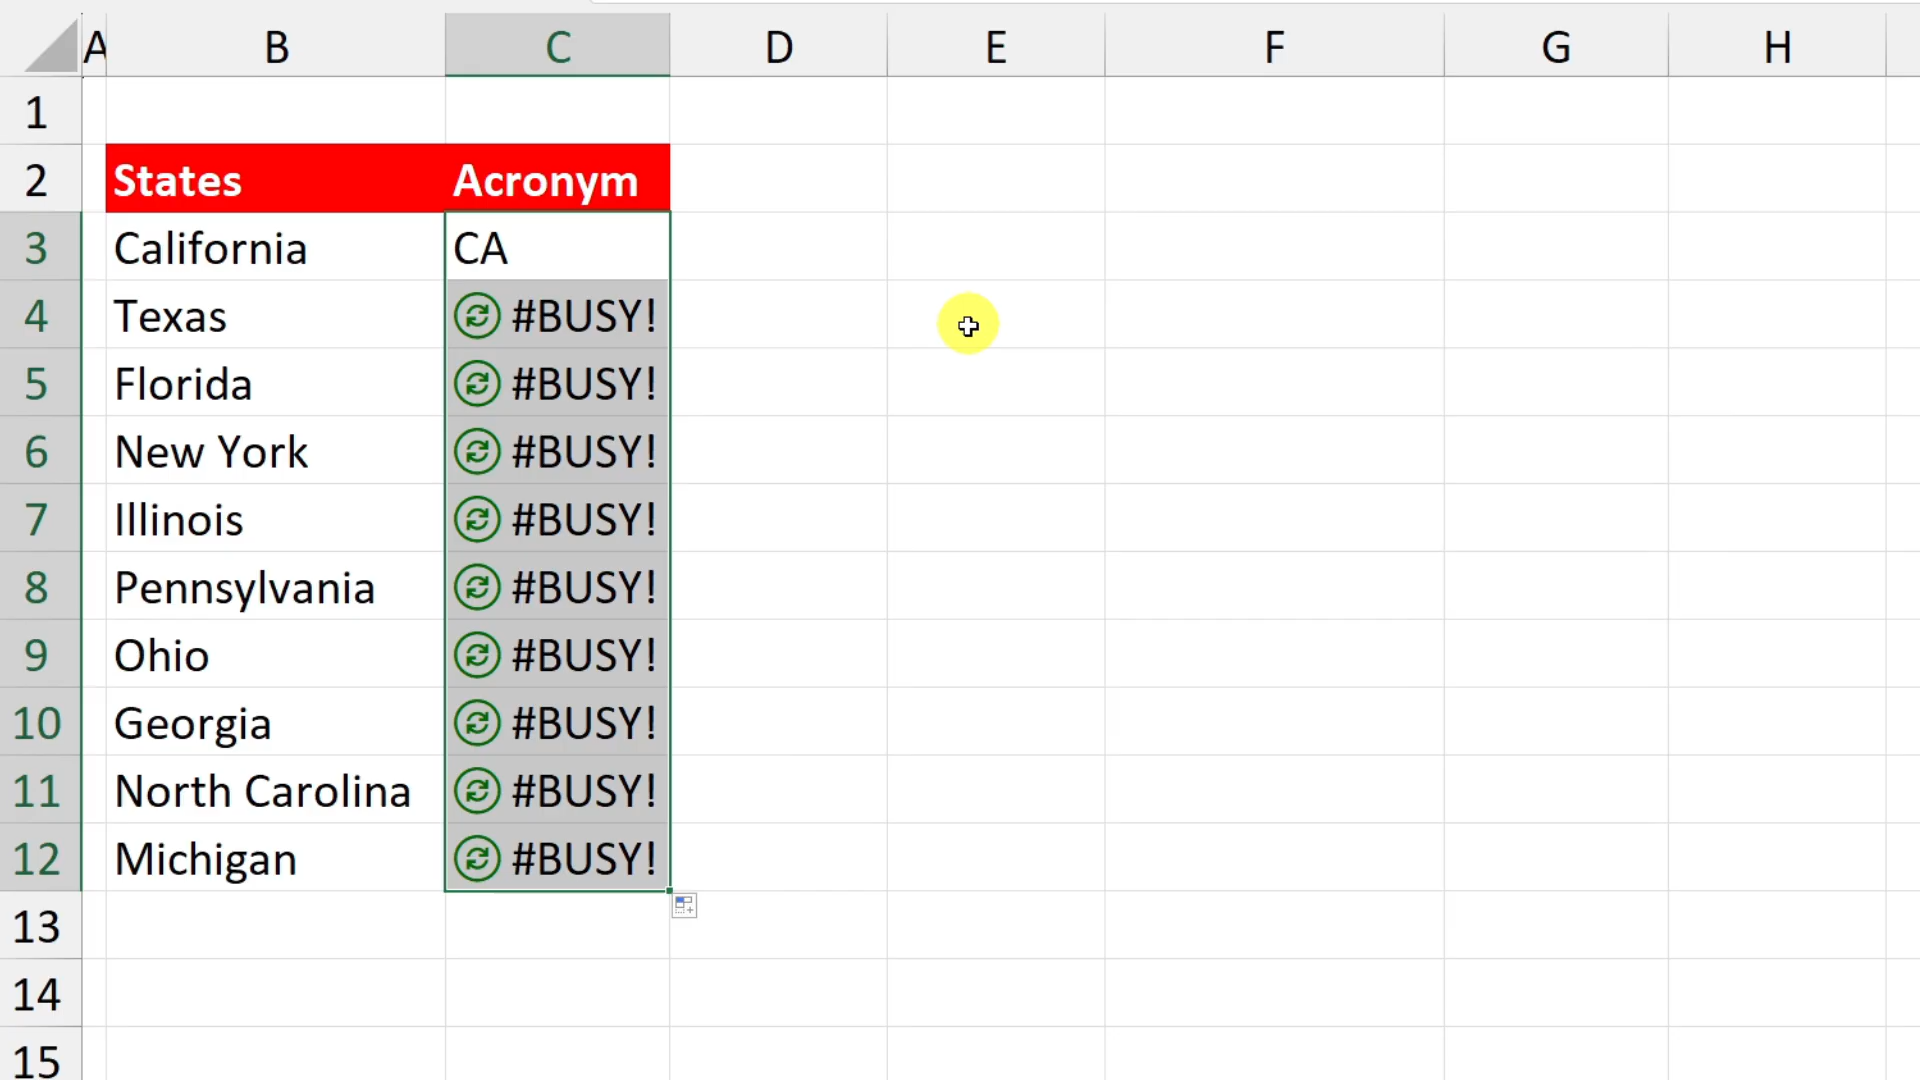 A B C D E F G H
1
2 States Acronym
3 California CA
4 Texas #BUSY!
5 Florida #BUSY!
6 New York #BUSY!
7 Illinois #BUSY!
8 Pennsylvania #BUSY!
9 Ohio #BUSY!
10 Georgia #BUSY!
11 North Carolina #BUSY!
12 Michigan #BUSY!
13
14
15